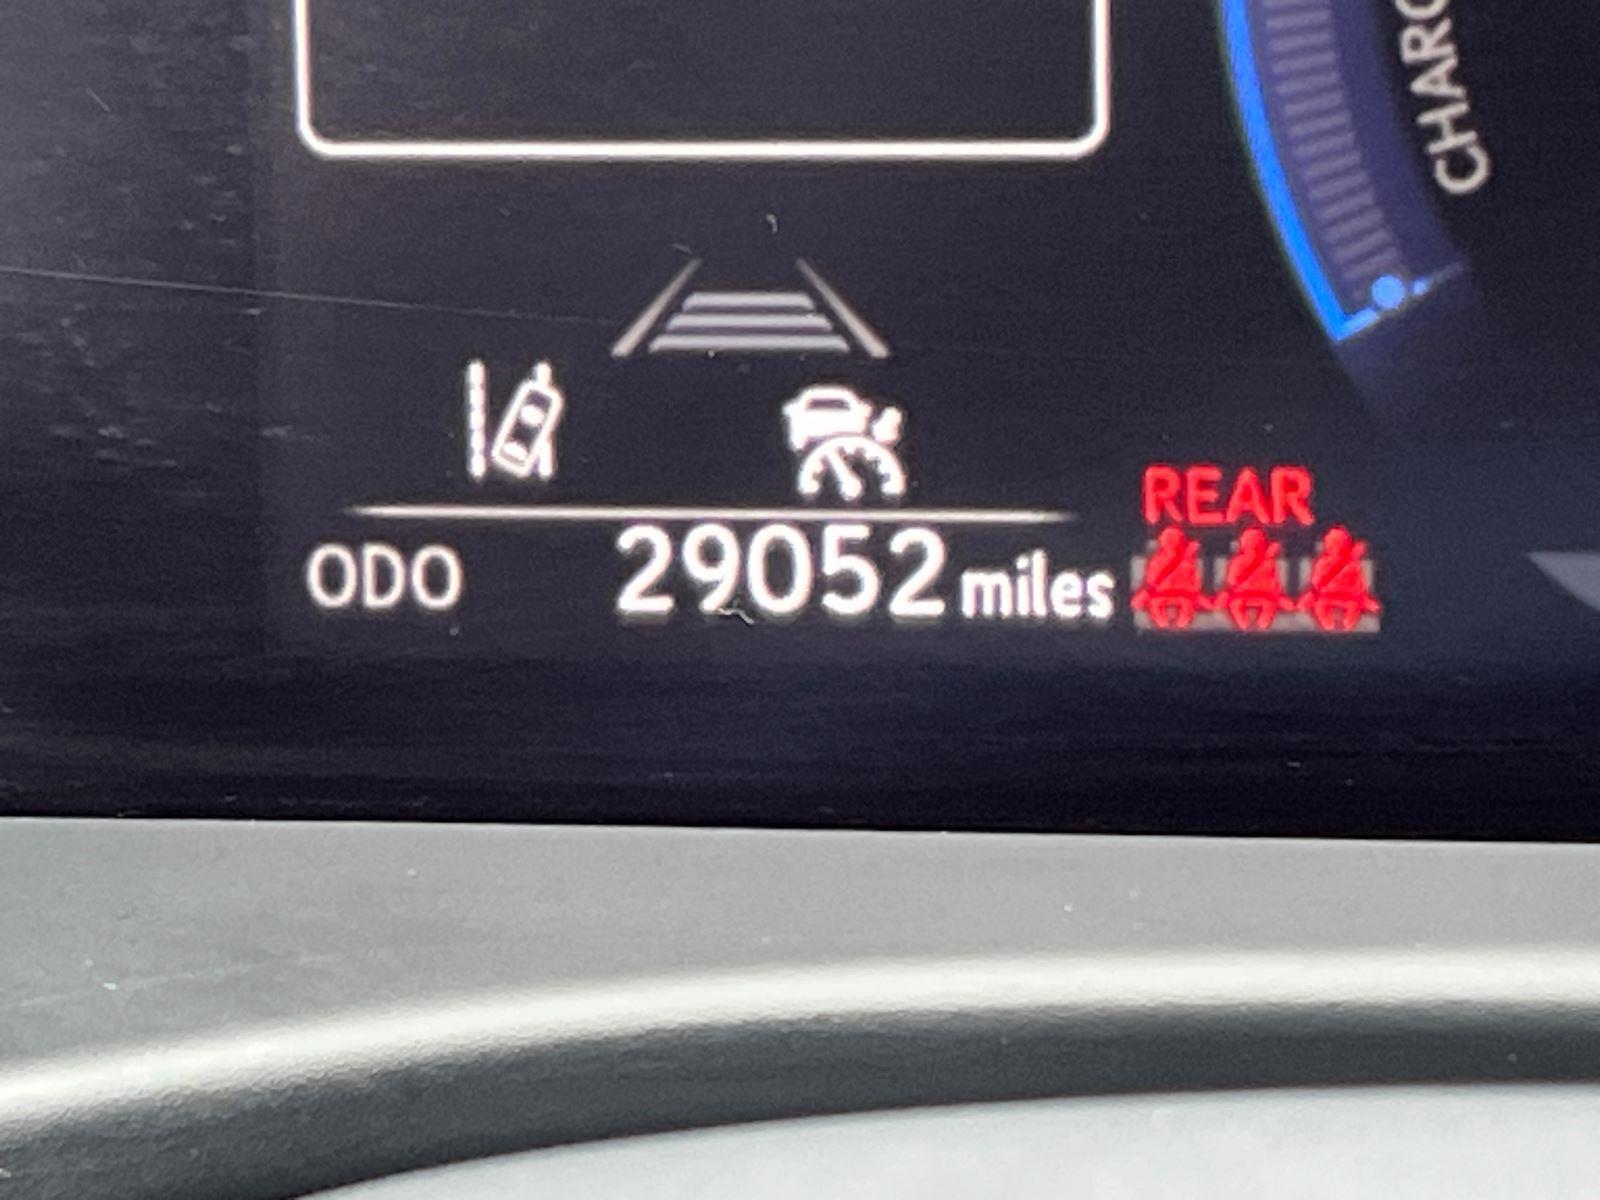 CHARG
REAR
ODO 29052 miles